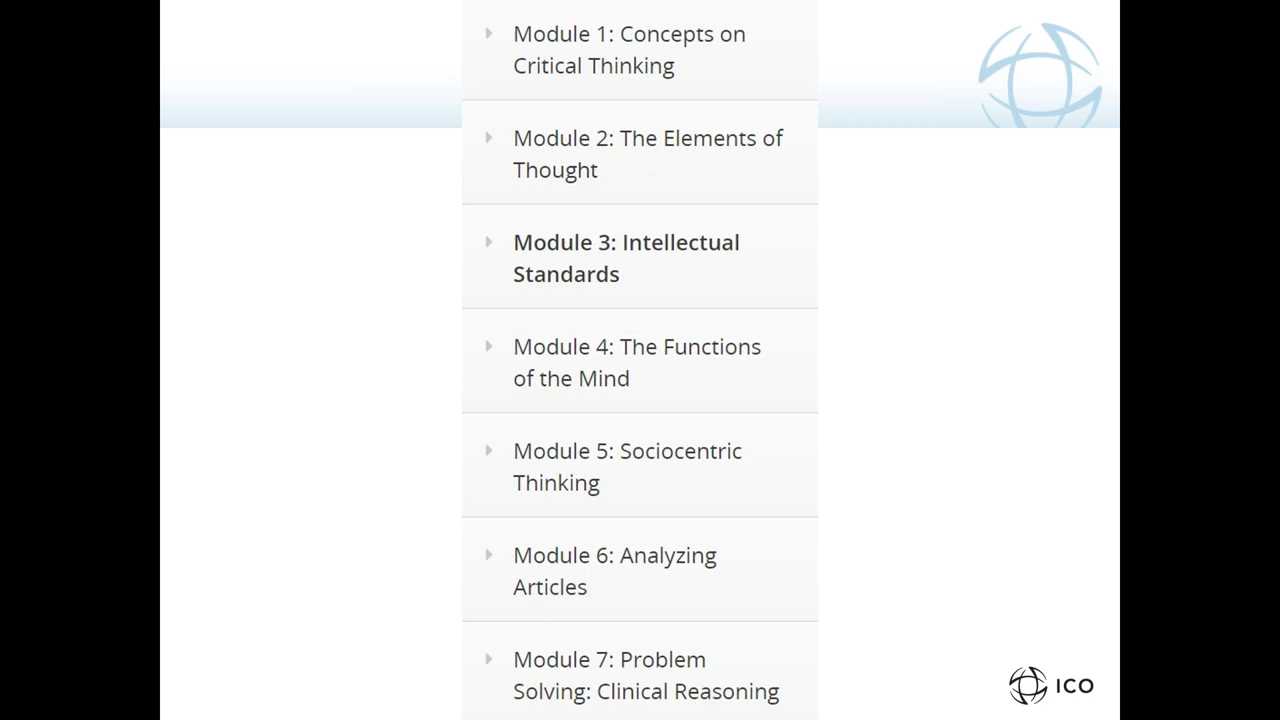 Module 1: Concepts on
Critical Thinking
Module 2: The Elements of
Thought
Module 3: Intellectual
Standards
Module 4: The Functions
of the Mind
Module 5: Sociocentric
Thinking
Module 6: Analyzing
Articles
Module 7: Problem
Solving: Clinical Reasoning
ICO